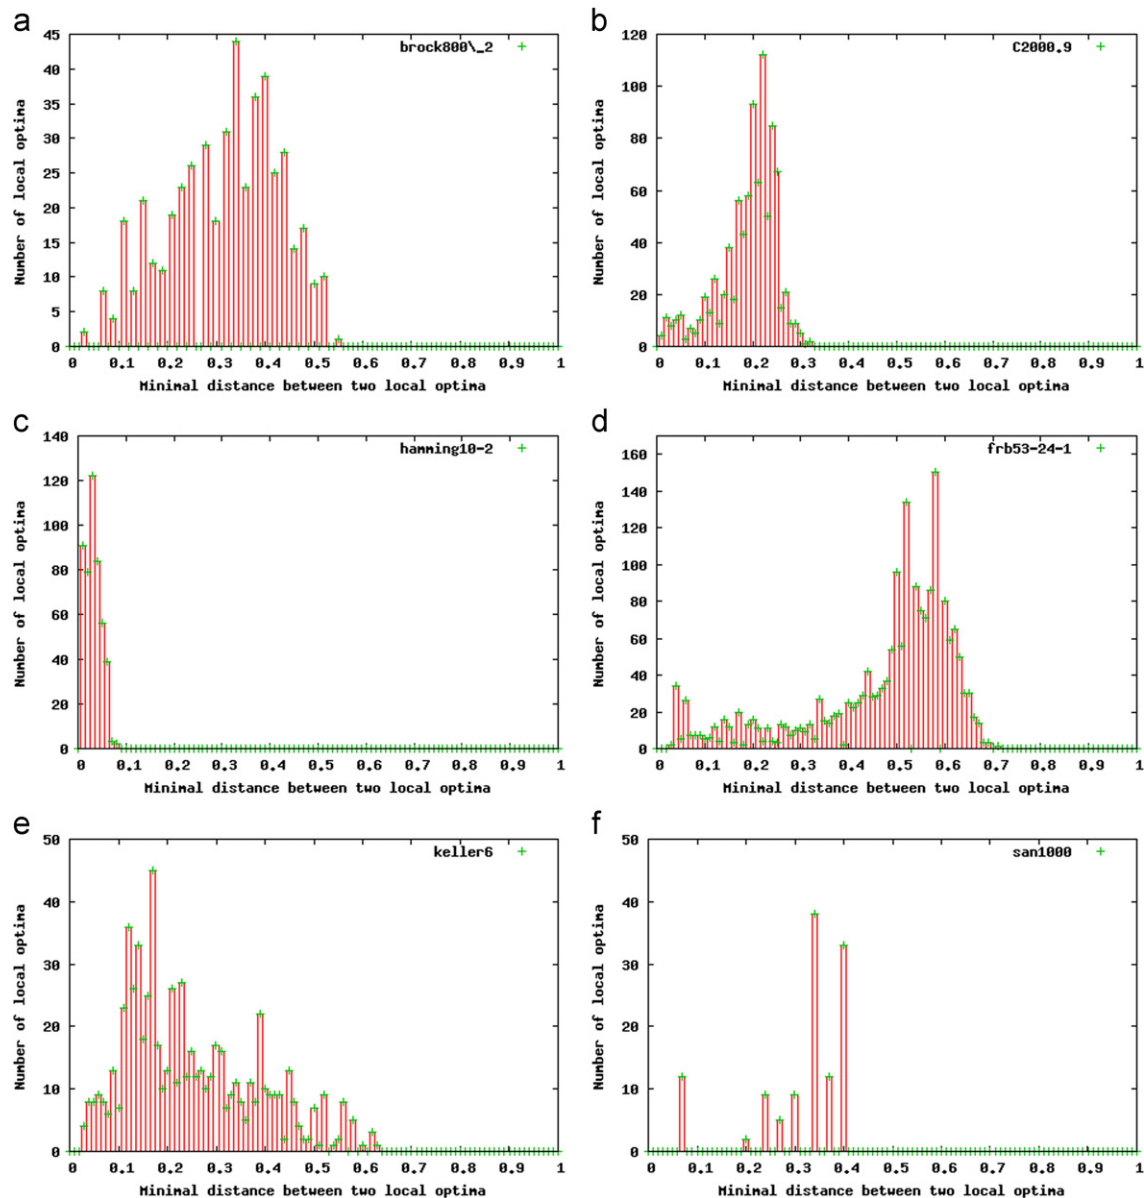 a
brock800\_2
45
40
35
30
25
20
15
10
5
0
Number of local optima
0 0.1 0.2 0.3 0.4 0.5 0.6 0.7 0.8 0.9 1
Minimal distance between two local optima
b
C2000.9
120
100
80
60
40
20
0
Number of local optima
0 0.1 0.2 0.3 0.4 0.5 0.6 0.7 0.8 0.9 1
Minimal distance between two local optima
c
hamming10-2
140
120
100
80
60
40
20
0
Number of local optima
0 0.1 0.2 0.3 0.4 0.5 0.6 0.7 0.8 0.9 1
Minimal distance between two local optima
d
frb53-24-1
160
140
120
100
80
60
40
20
0
Number of local optima
0 0.1 0.2 0.3 0.4 0.5 0.6 0.7 0.8 0.9 1
Minimal distance between two local optima
e
keller6
50
40
30
20
10
0
Number of local optima
0 0.1 0.2 0.3 0.4 0.5 0.6 0.7 0.8 0.9 1
Minimal distance between two local optima
f
san1000
50
40
30
20
10
0
Number of local optima
0 0.1 0.2 0.3 0.4 0.5 0.6 0.7 0.8 0.9 1
Minimal distance between two local optima